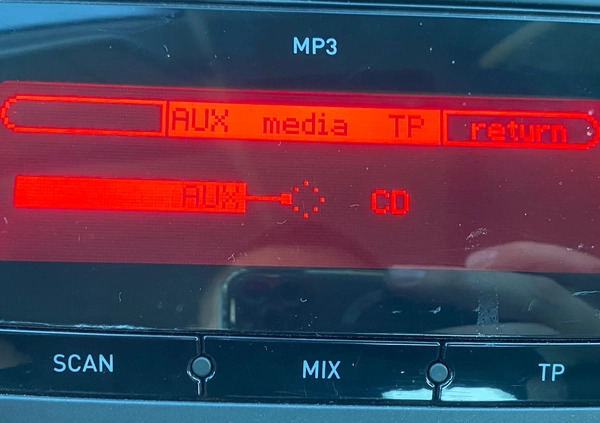 MP3
AUX media TP return
AUX CD
SCAN MIX TP